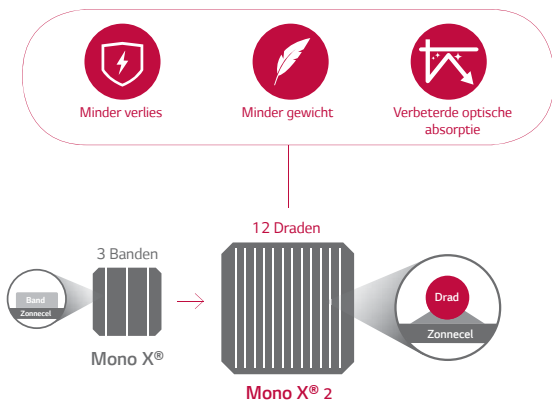 Minder verlies
Minder gewicht
Verbeterde optische
absorptie
12 Draden
3 Banden
Band
Zonnecel
Drad
Zonnecel
Mono X®
Mono X® 2